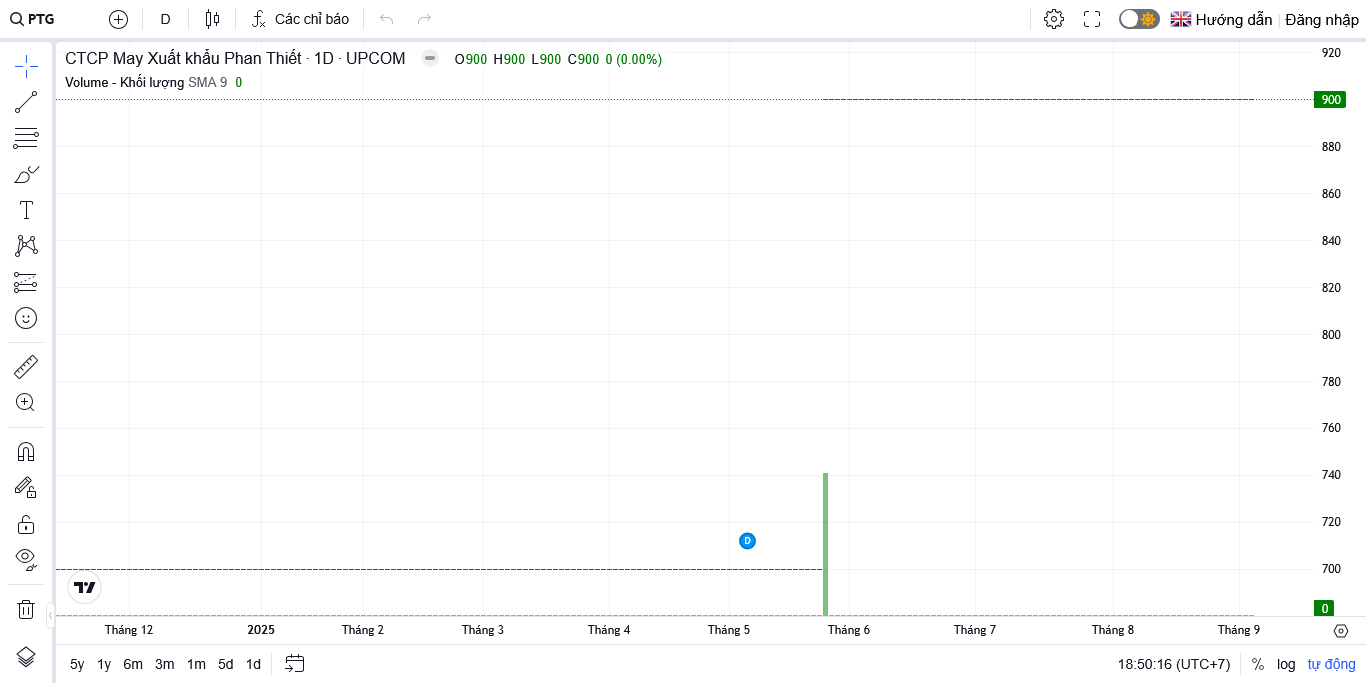 PTG D Các chỉ báo Hướng dẫn Đăng nhập
CTCP May Xuất khẩu Phan Thiết · 1D · UPCOM O900 H900 L900 C900 0 (0.00%)
Volume - Khối lượng SMA 9 0
920
900
880
860
840
820
800
780
760
740
720
D
700
0
Tháng 12 2025 Tháng 2 Tháng 3 Tháng 4 Tháng 5 Tháng 6 Tháng 7 Tháng 8 Tháng 9
5y 1y 6m 3m 1m 5d 1d 18:50:16 (UTC+7) % log tự động